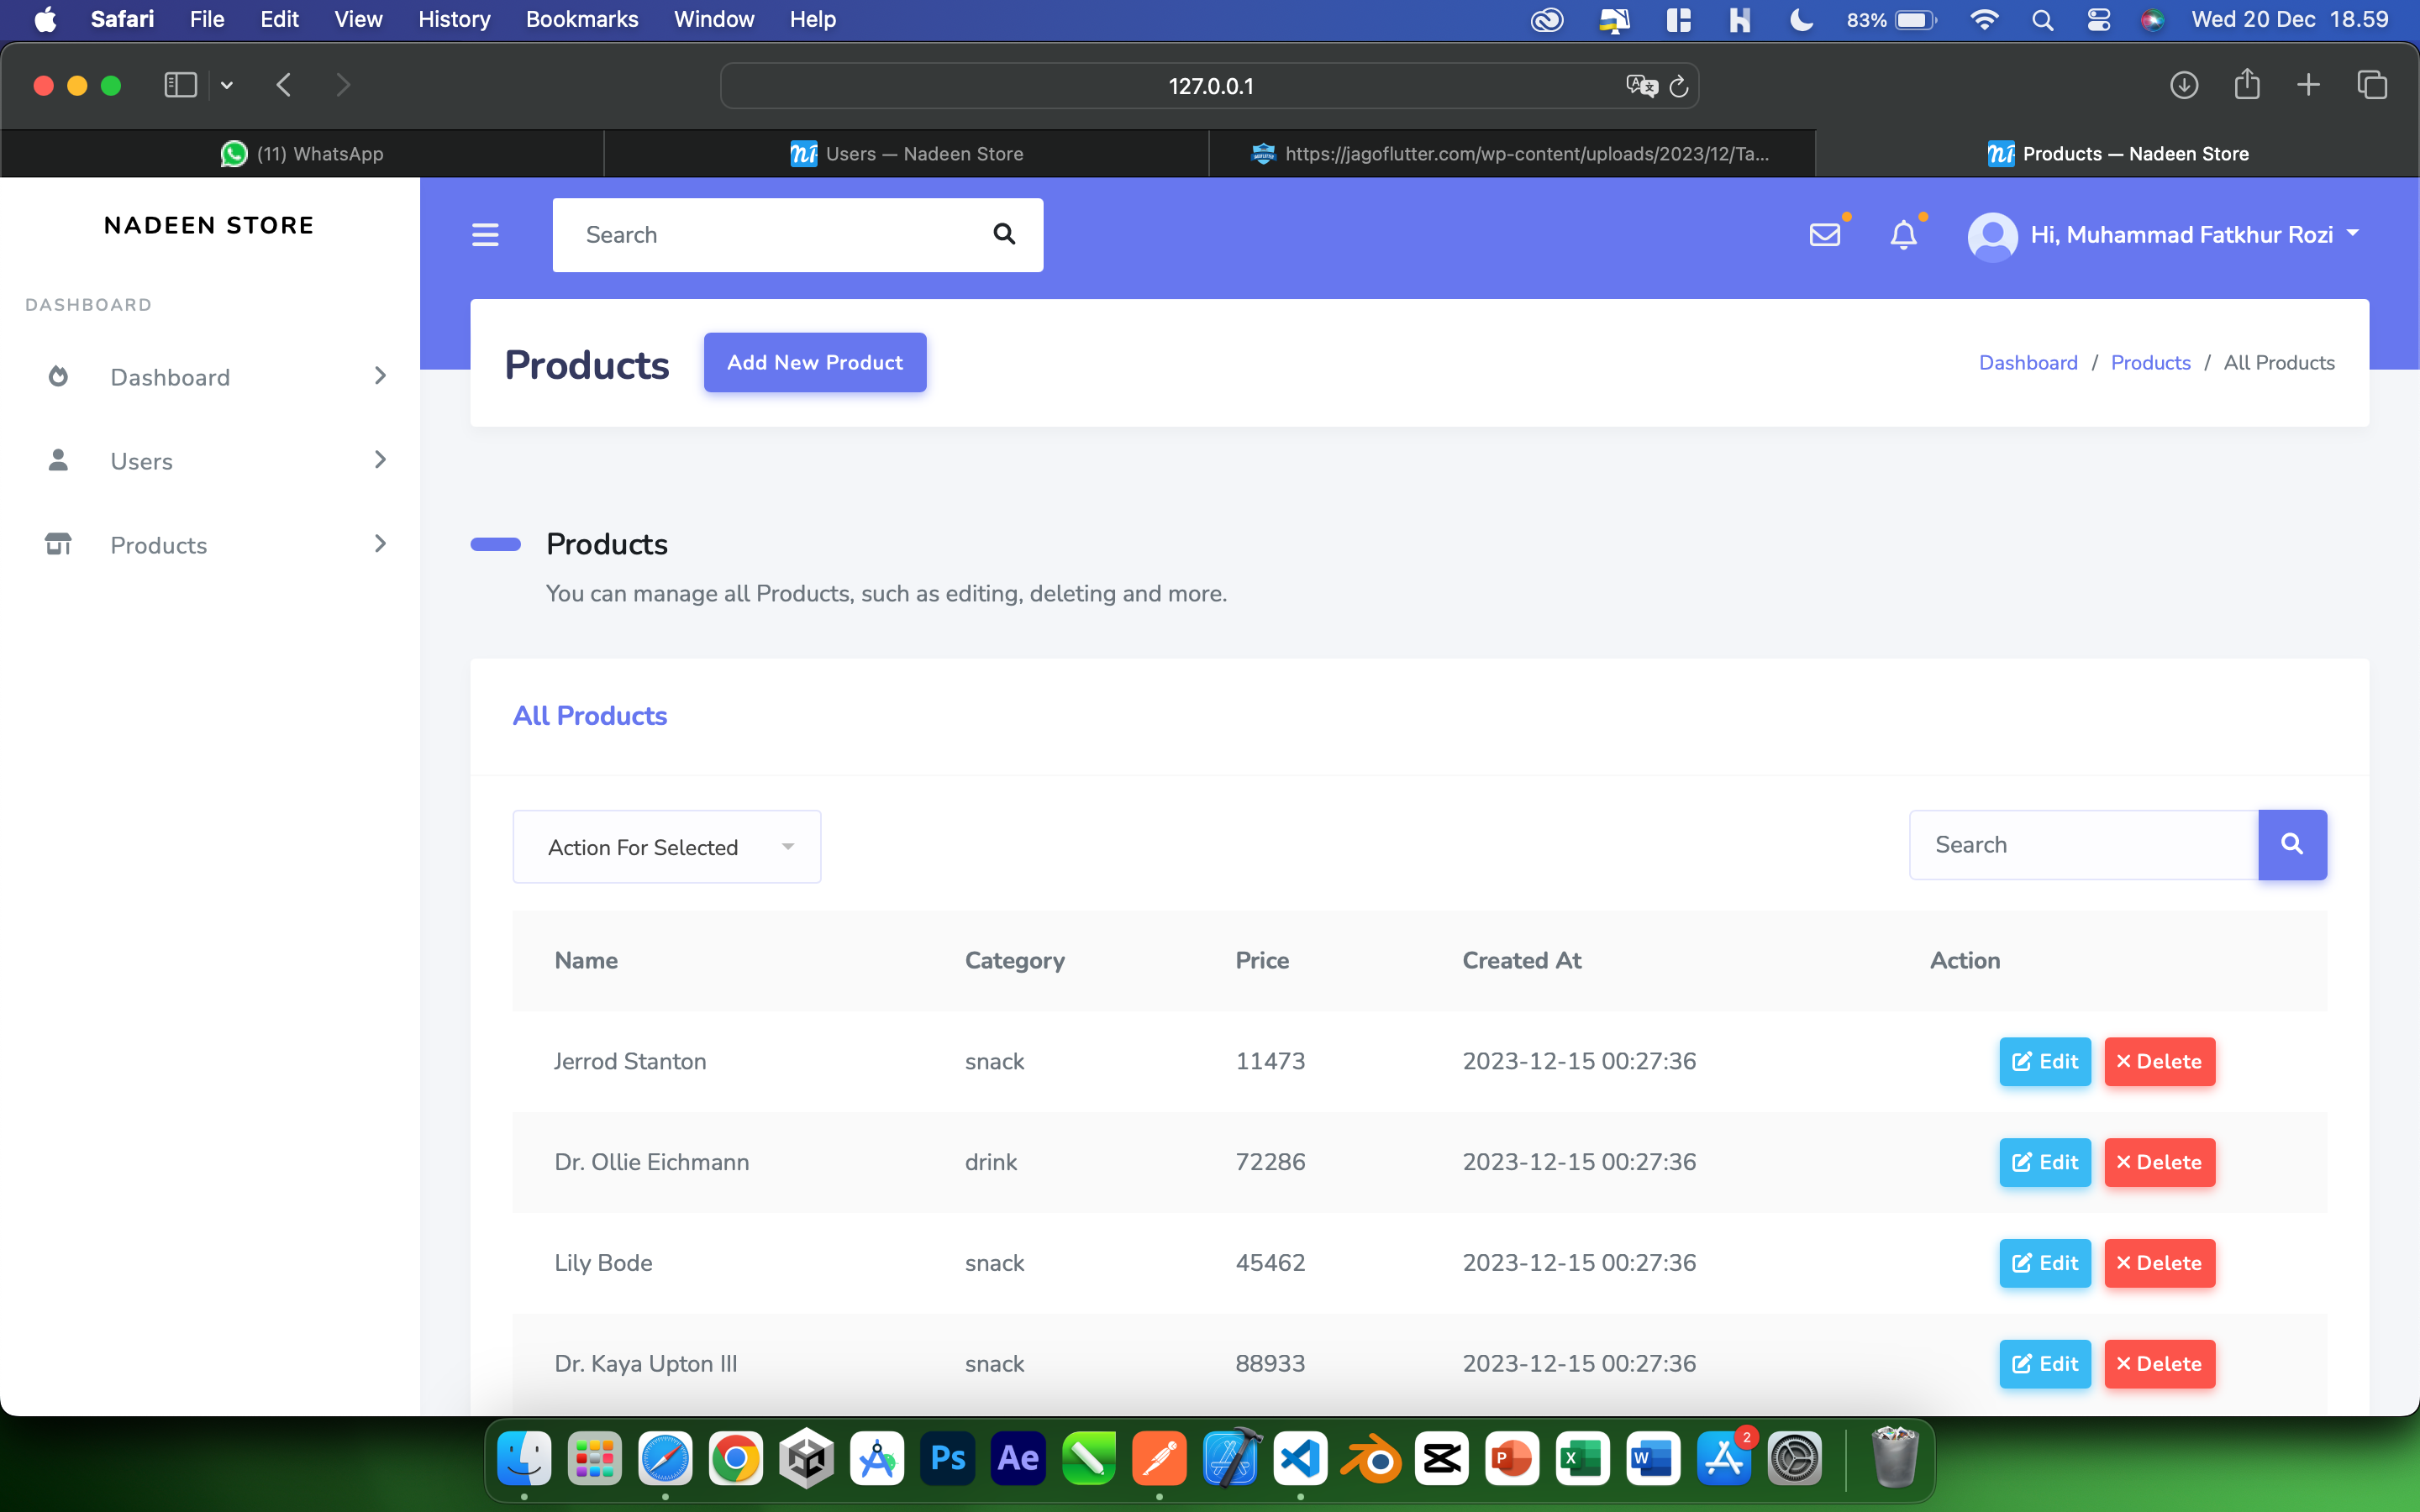 Safari File Edit View History Bookmarks Window Help 83% Wed 20 Dec 18.59
127.0.0.1
(11) WhatsApp
Users — Nadeen Store
https://jagoflutter.com/wp-content/uploads/2023/12/Ta...
Products — Nadeen Store
NADEEN STORE
Search
Hi, Muhammad Fatkhur Rozi
DASHBOARD
Dashboard
Users
Products
Products
Add New Product
Dashboard / Products / All Products
Products
You can manage all Products, such as editing, deleting and more.
All Products
Action For Selected
Search
Name Category Price Created At Action
Jerrod Stanton snack 11473 2023-12-15 00:27:36 Edit Delete
Dr. Ollie Eichmann drink 72286 2023-12-15 00:27:36 Edit Delete
Lily Bode snack 45462 2023-12-15 00:27:36 Edit Delete
Dr. Kaya Upton III snack 88933 2023-12-15 00:27:36 Edit Delete
Ps
Ae
P
X
W
2